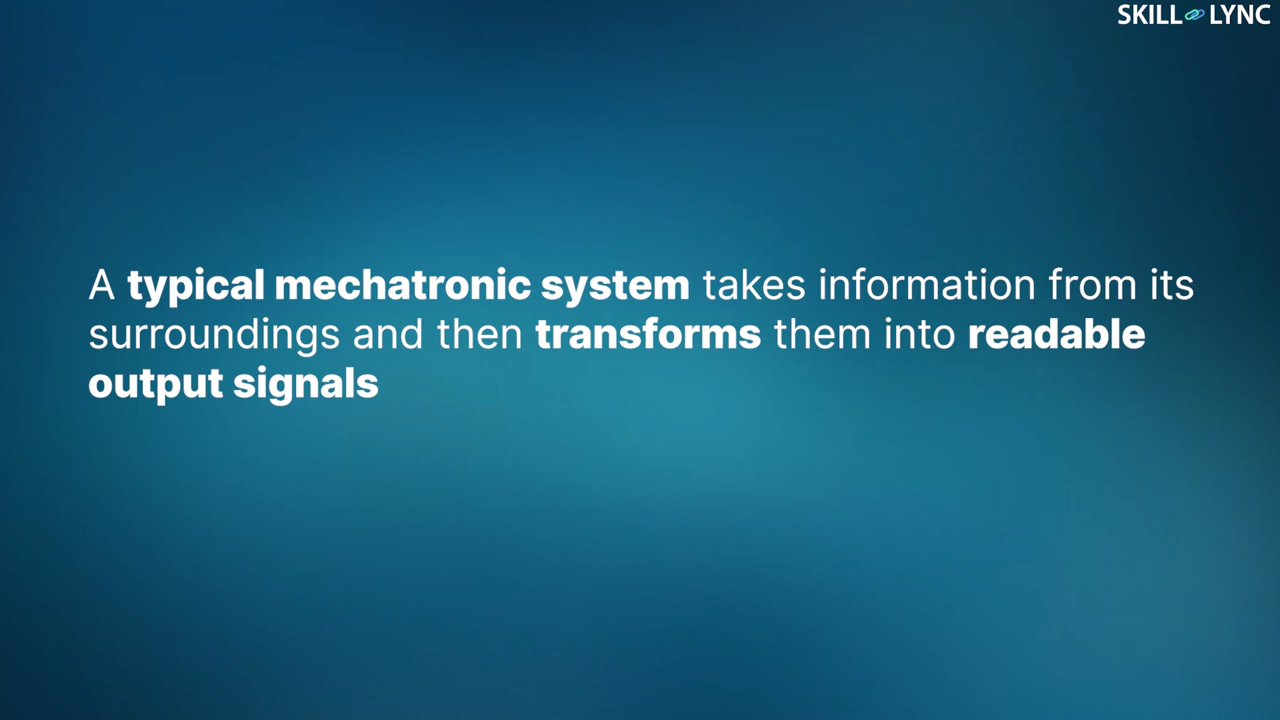 SKILL LYNC
A typical mechatronic system takes information from its
surroundings and then transforms them into readable
output signals